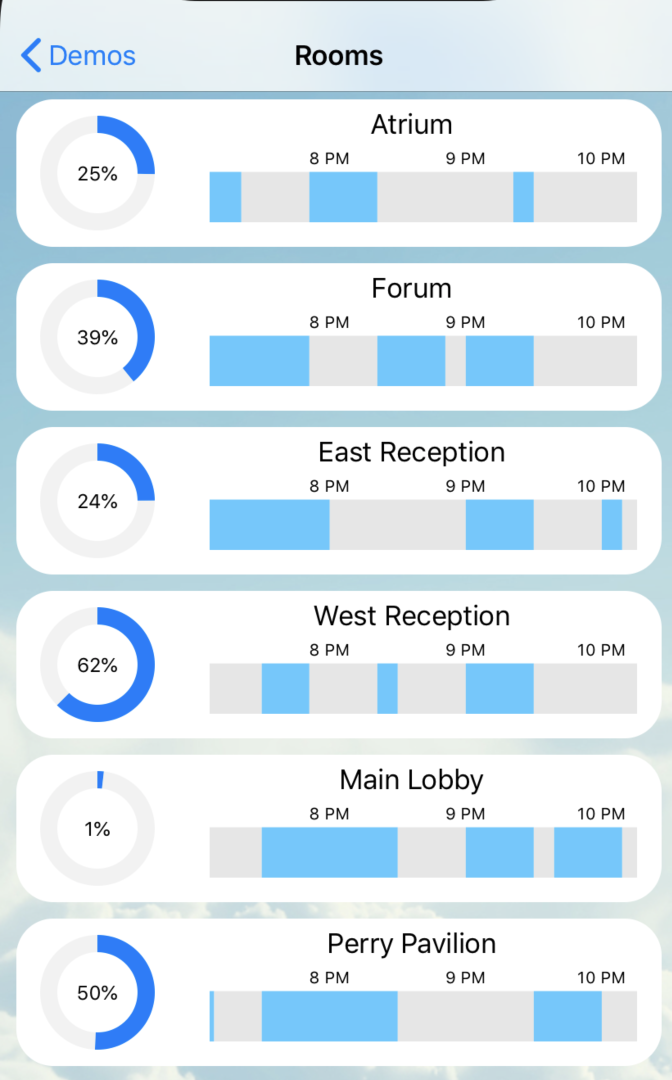 Demos
Rooms
Atrium
25%
8 PM 9 PM 10 PM
Forum
39%
8 PM 9 PM 10 PM
East Reception
24%
8 PM 9 PM 10 PM
West Reception
62%
8 PM 9 PM 10 PM
Main Lobby
1%
8 PM 9 PM 10 PM
Perry Pavilion
50%
8 PM 9 PM 10 PM